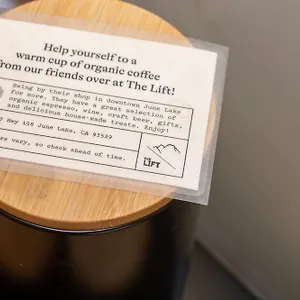 Help yourself to a
warm cup of organic coffee
from our friends over at The Lift!
Swing by their shop in downtown June Lake
for more. They have a great selection of
organic espresso, wine, craft beer, gifts,
and delicious house-made treats. Enjoy!
y 158 June Lake, CA 93529
vary, so check ahead of time.
THE
LIFT